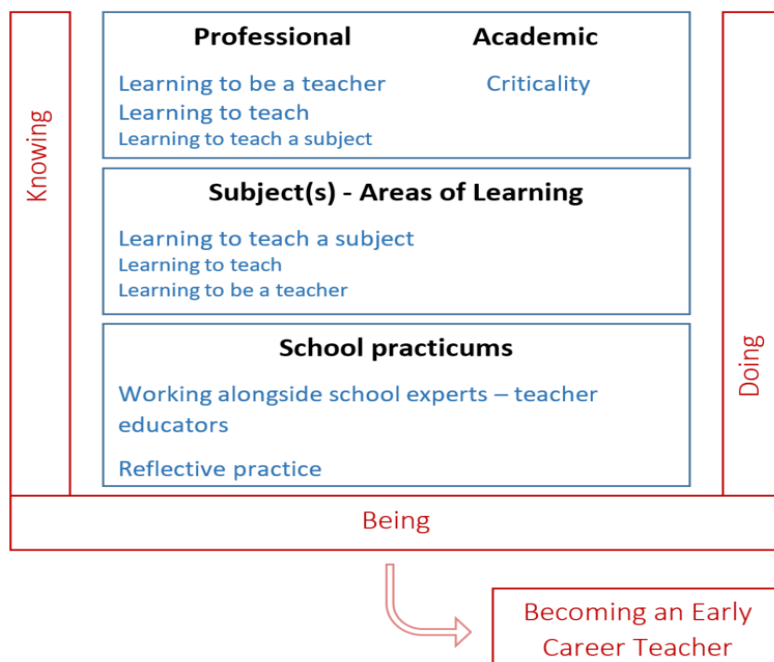 Knowing
Professional
Academic
Learning to be a teacher
Criticality
Learning to teach
Learning to teach a subject
Subject(s) - Areas of Learning
Learning to teach a subject
Learning to teach
Learning to be a teacher
School practicums
Working alongside school experts – teacher
educators
Reflective practice
Doing
Being
Becoming an Early
Career Teacher